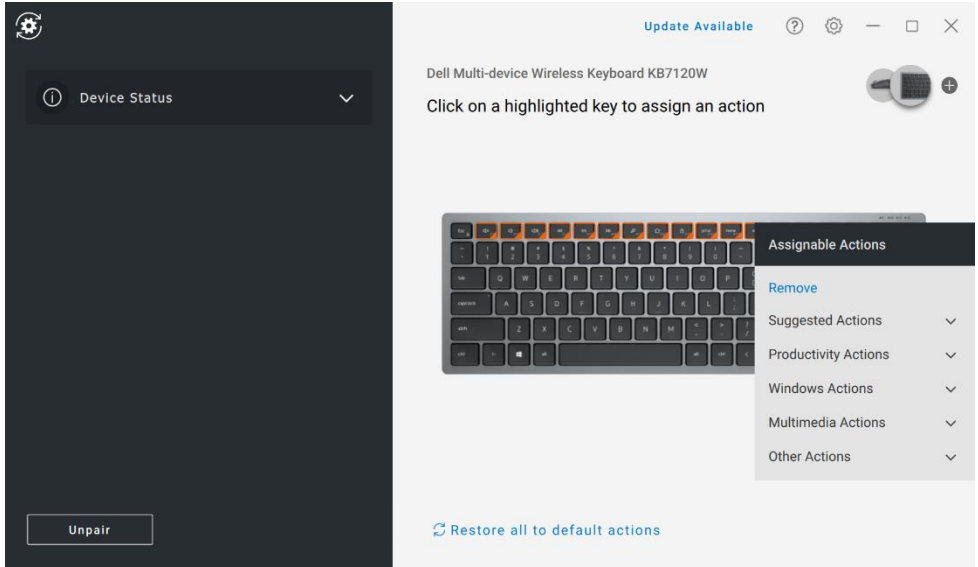 Update Available
Device Status
Dell Multi-device Wireless Keyboard KB7120W
Click on a highlighted key to assign an action
Assignable Actions
Remove
Suggested Actions
Productivity Actions
Windows Actions
Multimedia Actions
Other Actions
Q W E R T Y U I O P
A S D F G H J K L
Z X C V B N M
Unpair
Restore all to default actions